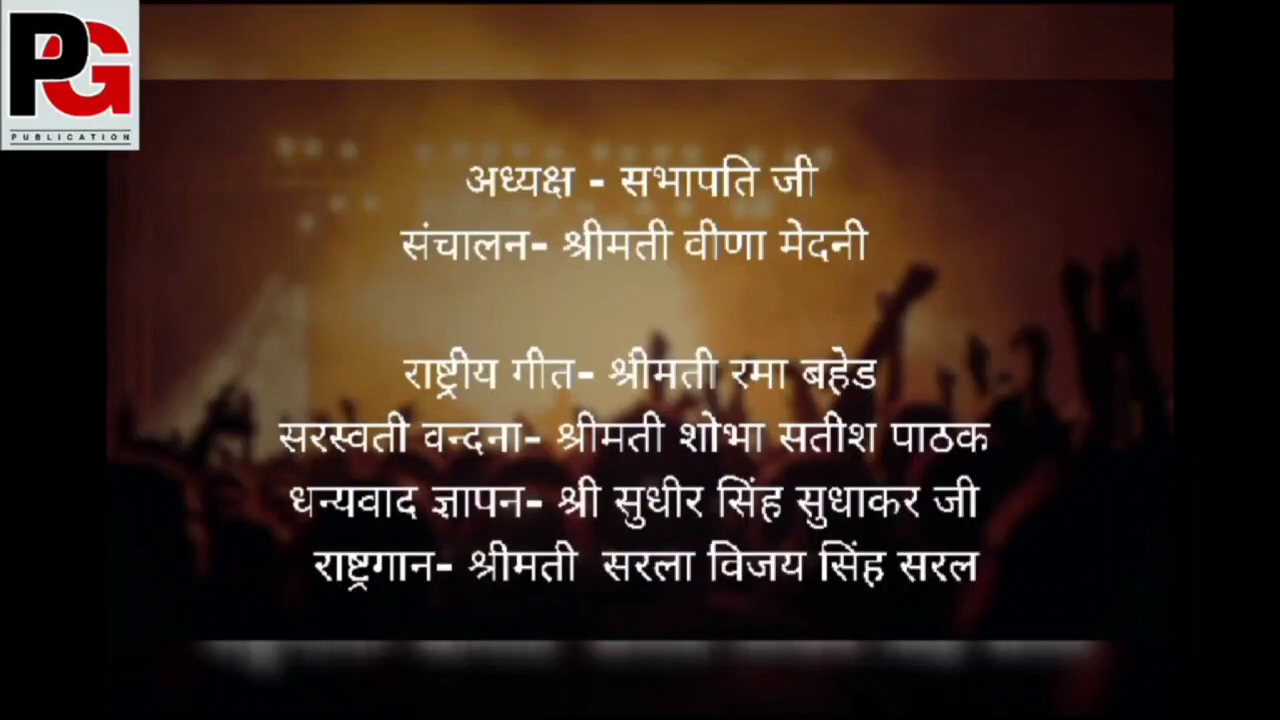 PG
PUBLICATION
अध्यक्ष - सभापति जी
संचालन- श्रीमती वीणा मेदनी
राष्ट्रीय गीत- श्रीमती रमा बहेड
सरस्वती वन्दना- श्रीमती शोभा सतीश पाठक
धन्यवाद ज्ञापन- श्री सुधीर सिंह सुधाकर जी
राष्ट्रगान- श्रीमती सरला विजय सिंह सरल